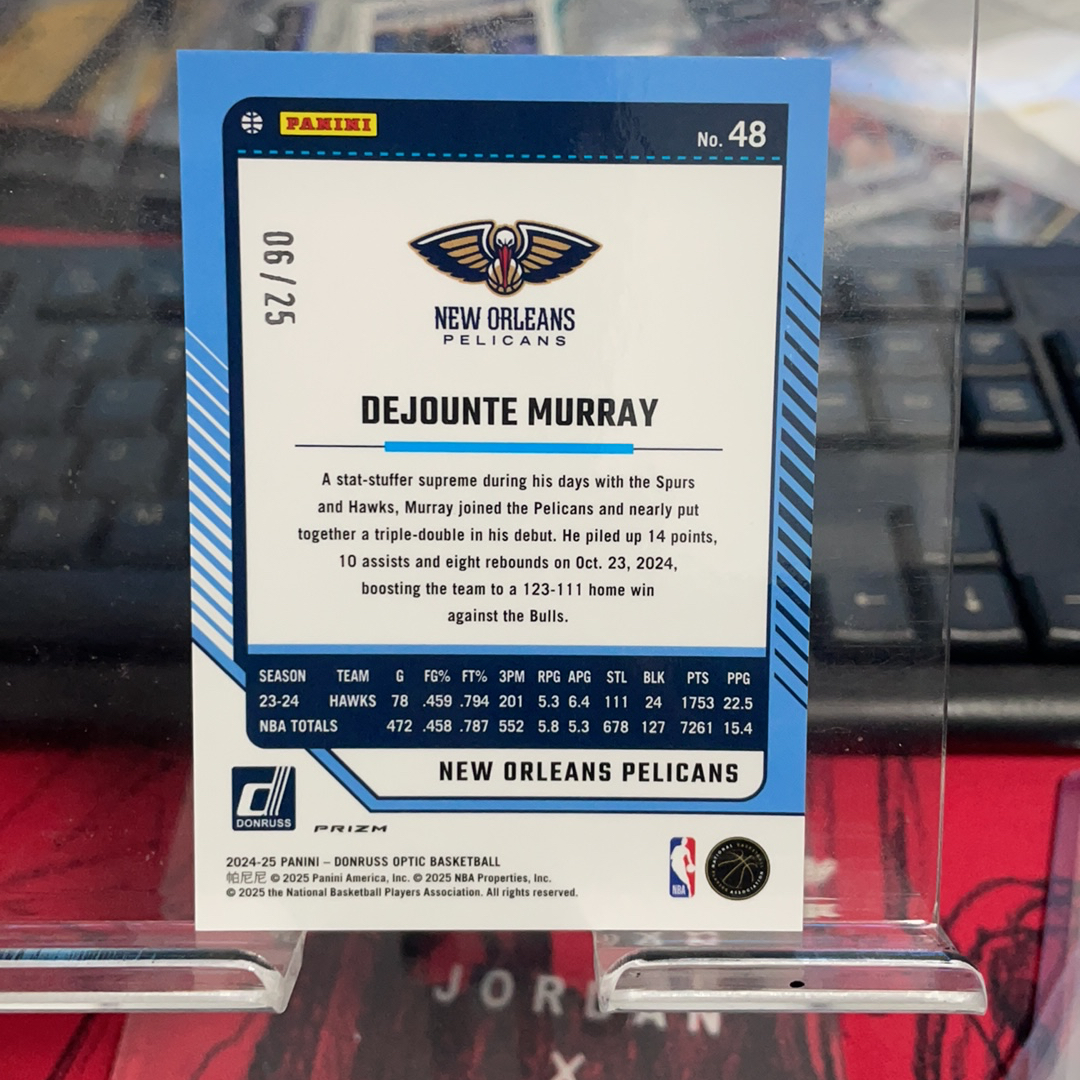 PANINI
No. 48
06/25
NEW ORLEANS
PELICANS
DEJOUNTE MURRAY
A stat-stuffer supreme during his days with the Spurs
and Hawks, Murray joined the Pelicans and nearly put
together a triple-double in his debut. He piled up 14 points,
10 assists and eight rebounds on Oct. 23, 2024,
boosting the team to a 123-111 home win
against the Bulls.
SEASON TEAM G FG% FT% 3PM RPG APG STL BLK PTS PPG
23-24 HAWKS 78 .459 .794 201 5.3 6.4 111 24 1753 22.5
NBA TOTALS 472 .458 .787 552 5.8 5.3 678 127 7261 15.4
NEW ORLEANS PELICANS
DONRUSS
PRIZM
2024-25 PANINI – DONRUSS OPTIC BASKETBALL
帕尼尼 © 2025 Panini America, Inc. © 2025 NBA Properties, Inc.
© 2025 the National Basketball Players Association. All rights reserved.
NBA
JORDAN
X